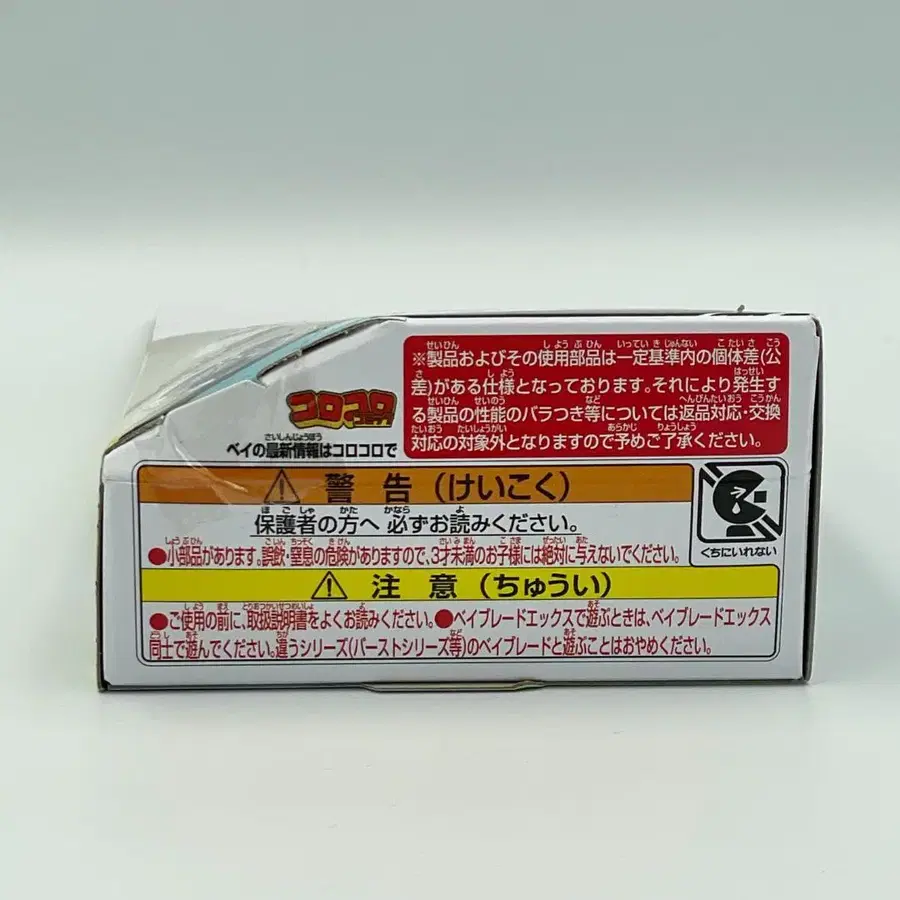 ※製品およびその使用部品は一定基準内の個体差(公
差)がある仕様となっております。それにより発生す
る製品の性能のバラつき等については返品対応・交換
対応の対象外となりますので予めご了承ください。
コロコロ
ベイの最新情報はコロコロで
⚠ 警告(けいこく)
保護者の方へ 必ずお読みください。
●小部品があります。誤飲・窒息の危険がありますので、3才未満のお子様には絶対に与えないでください。
くちにいれない
⚠ 注意(ちゅうい)
●ご使用の前に、取扱説明書をよくお読みください。●ベイブレードエックスで遊ぶときは、ベイブレードエックス
同士で遊んでください。違うシリーズ(バーストシリーズ等)のベイブレードと遊ぶことはおやめください。